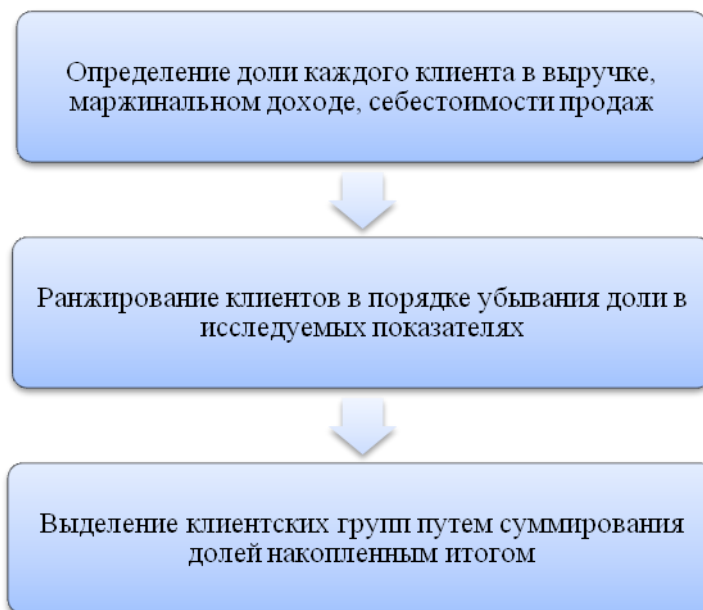 Определение доли каждого клиента в выручке,
маржинальном доходе, себестоимости продаж
Ранжирование клиентов в порядке убывания доли в
исследуемых показателях
Выделение клиентских групп путем суммирования
долей накопленным итогом